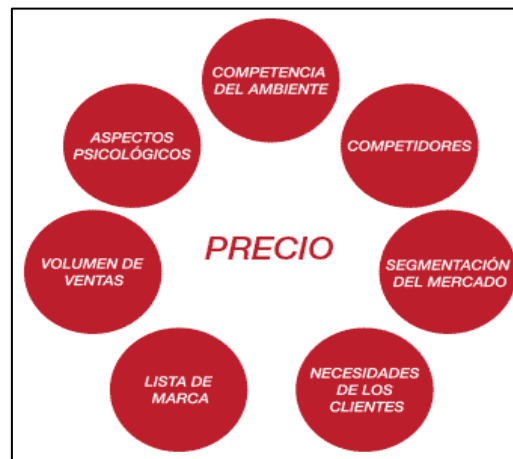 COMPETENCIA
DEL AMBIENTE
ASPECTOS
PSICOLÓGICOS
COMPETIDORES
PRECIO
VOLUMEN DE
VENTAS
SEGMENTACIÓN
DEL MERCADO
LISTA DE
MARCA
NECESIDADES
DE LOS
CLIENTES